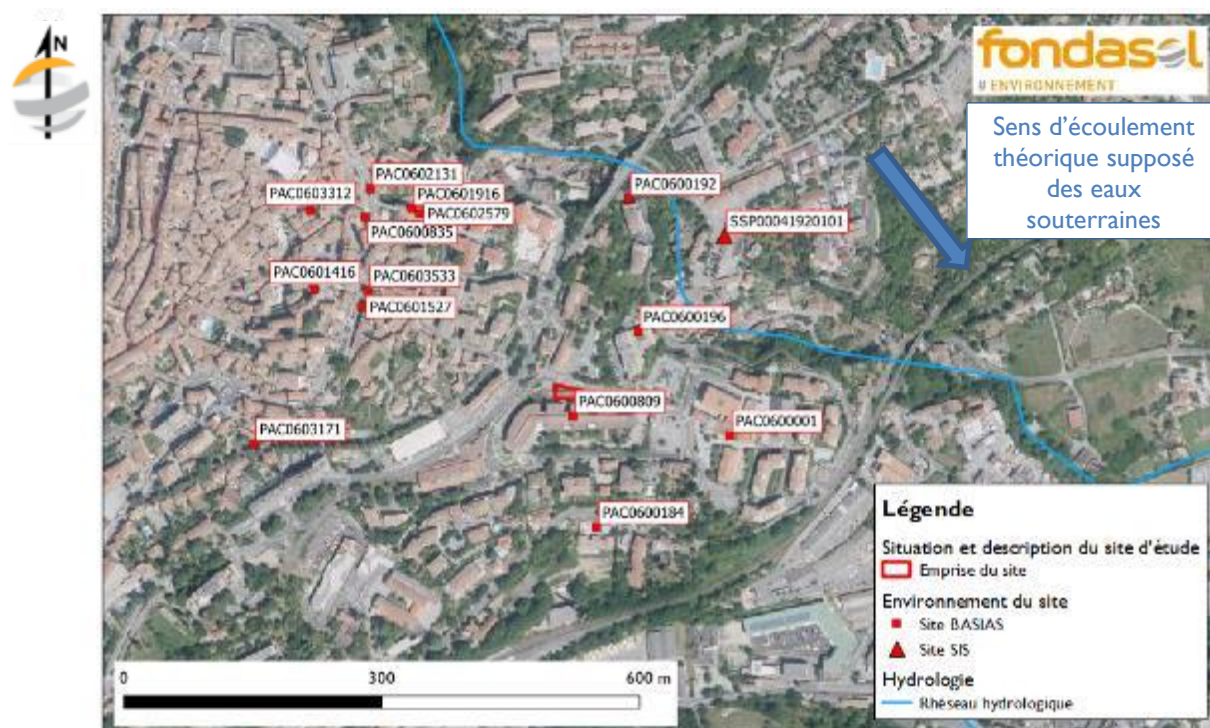 N
fondasol
ENVIRONNEMENT
Sens d'écoulement
théorique supposé
des eaux
souterraines
PAC0602131
PAC0603312
PAC0601916
PAC0602579
PAC0600835
PAC0600192
SSP00041920101
PAC0601416
PAC0603533
PAC0601527
PAC0600196
PAC0600809
PAC0603171
PAC0600001
PAC0600184
Légende
Situation et description du site d'étude
Emprise du site
Environnement du site
Site BASIAS
Site SIS
Hydrologie
Rhéseau hydrologique
0 300 600 m